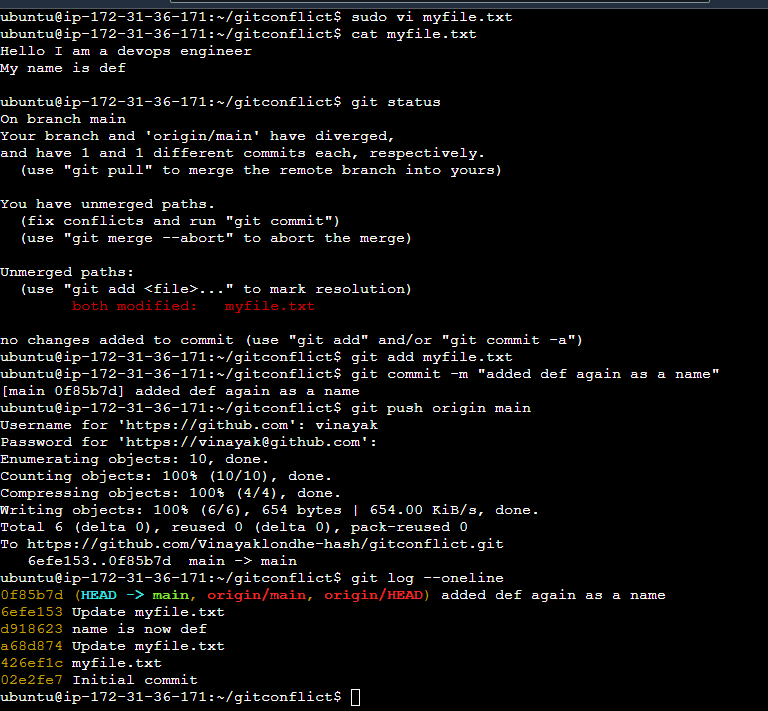 ubuntu@ip-172-31-36-171:~/gitconflict$ sudo vi myfile.txt
ubuntu@ip-172-31-36-171:~/gitconflict$ cat myfile.txt
Hello I am a devops engineer
My name is def

ubuntu@ip-172-31-36-171:~/gitconflict$ git status
On branch main
Your branch and 'origin/main' have diverged,
and have 1 and 1 different commits each, respectively.
  (use "git pull" to merge the remote branch into yours)

You have unmerged paths.
  (fix conflicts and run "git commit")
  (use "git merge --abort" to abort the merge)

Unmerged paths:
  (use "git add <file>..." to mark resolution)
        both modified:   myfile.txt

no changes added to commit (use "git add" and/or "git commit -a")
ubuntu@ip-172-31-36-171:~/gitconflict$ git add myfile.txt
ubuntu@ip-172-31-36-171:~/gitconflict$ git commit -m "added def again as a name"
[main 0f85b7d] added def again as a name
ubuntu@ip-172-31-36-171:~/gitconflict$ git push origin main
Username for 'https://github.com': vinayak
Password for 'https://vinayak@github.com':
Enumerating objects: 10, done.
Counting objects: 100% (10/10), done.
Compressing objects: 100% (4/4), done.
Writing objects: 100% (6/6), 654 bytes | 654.00 KiB/s, done.
Total 6 (delta 0), reused 0 (delta 0), pack-reused 0
To https://github.com/Vinayaklondhe-hash/gitconflict.git
   6efe153..0f85b7d  main -> main
ubuntu@ip-172-31-36-171:~/gitconflict$ git log --oneline
0f85b7d (HEAD -> main, origin/main, origin/HEAD) added def again as a name
6efe153 Update myfile.txt
d918623 name is now def
a68d874 Update myfile.txt
426ef1c myfile.txt
02e2fe7 Initial commit
ubuntu@ip-172-31-36-171:~/gitconflict$